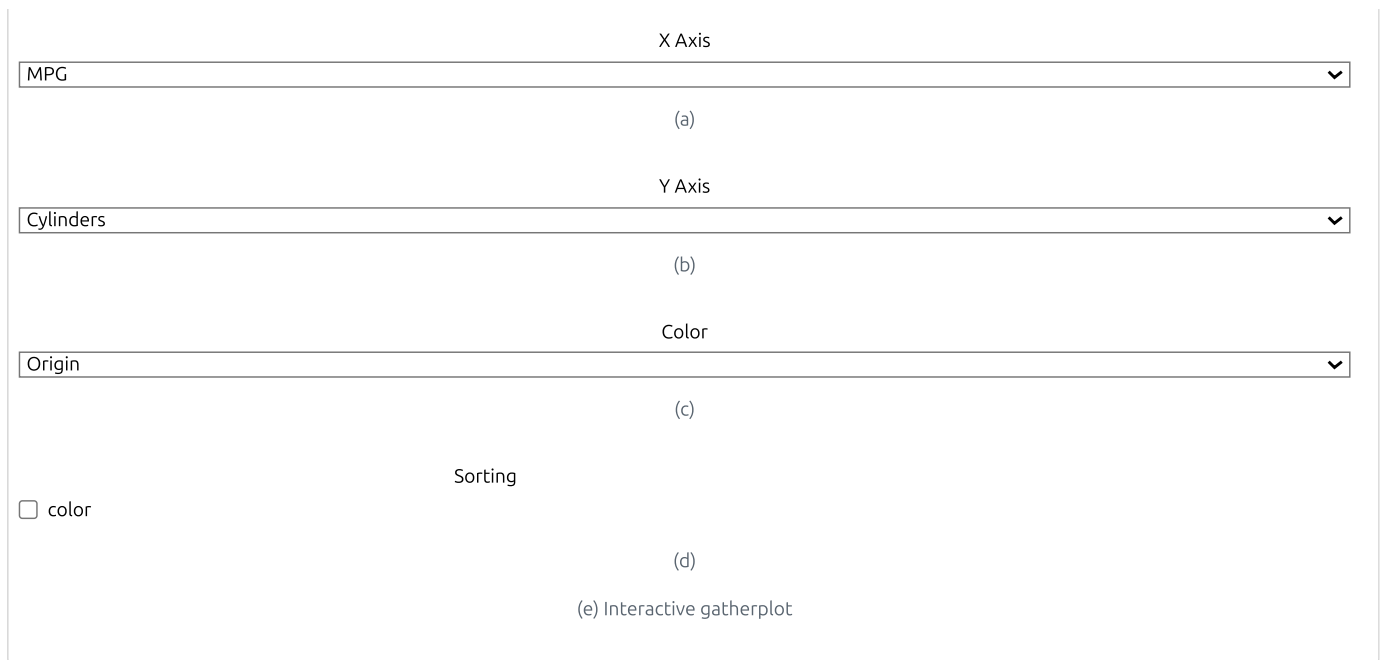 X Axis
MPG
(a)
Y Axis
Cylinders
(b)
Color
Origin
(c)
Sorting
color
(d)
(e) Interactive gatherplot